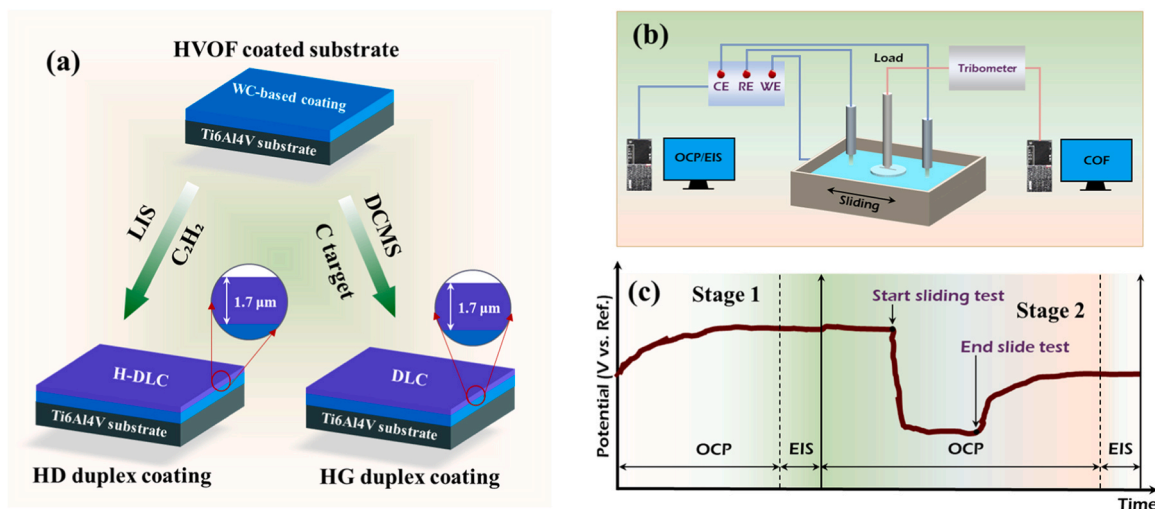 (a)
HVOF coated substrate
WC-based coating
Ti6Al4V substrate
LIS
C₂H₂
DCMS
C target
1.7 μm
1.7 μm
H-DLC
Ti6Al4V substrate
HD duplex coating
DLC
Ti6Al4V substrate
HG duplex coating
(b)
CE RE WE
Load
Tribometer
OCP/EIS
COF
Sliding
(c)
Potential (V vs. Ref.)
Stage 1
Start sliding test
Stage 2
End slide test
OCP
EIS
OCP
EIS
Time